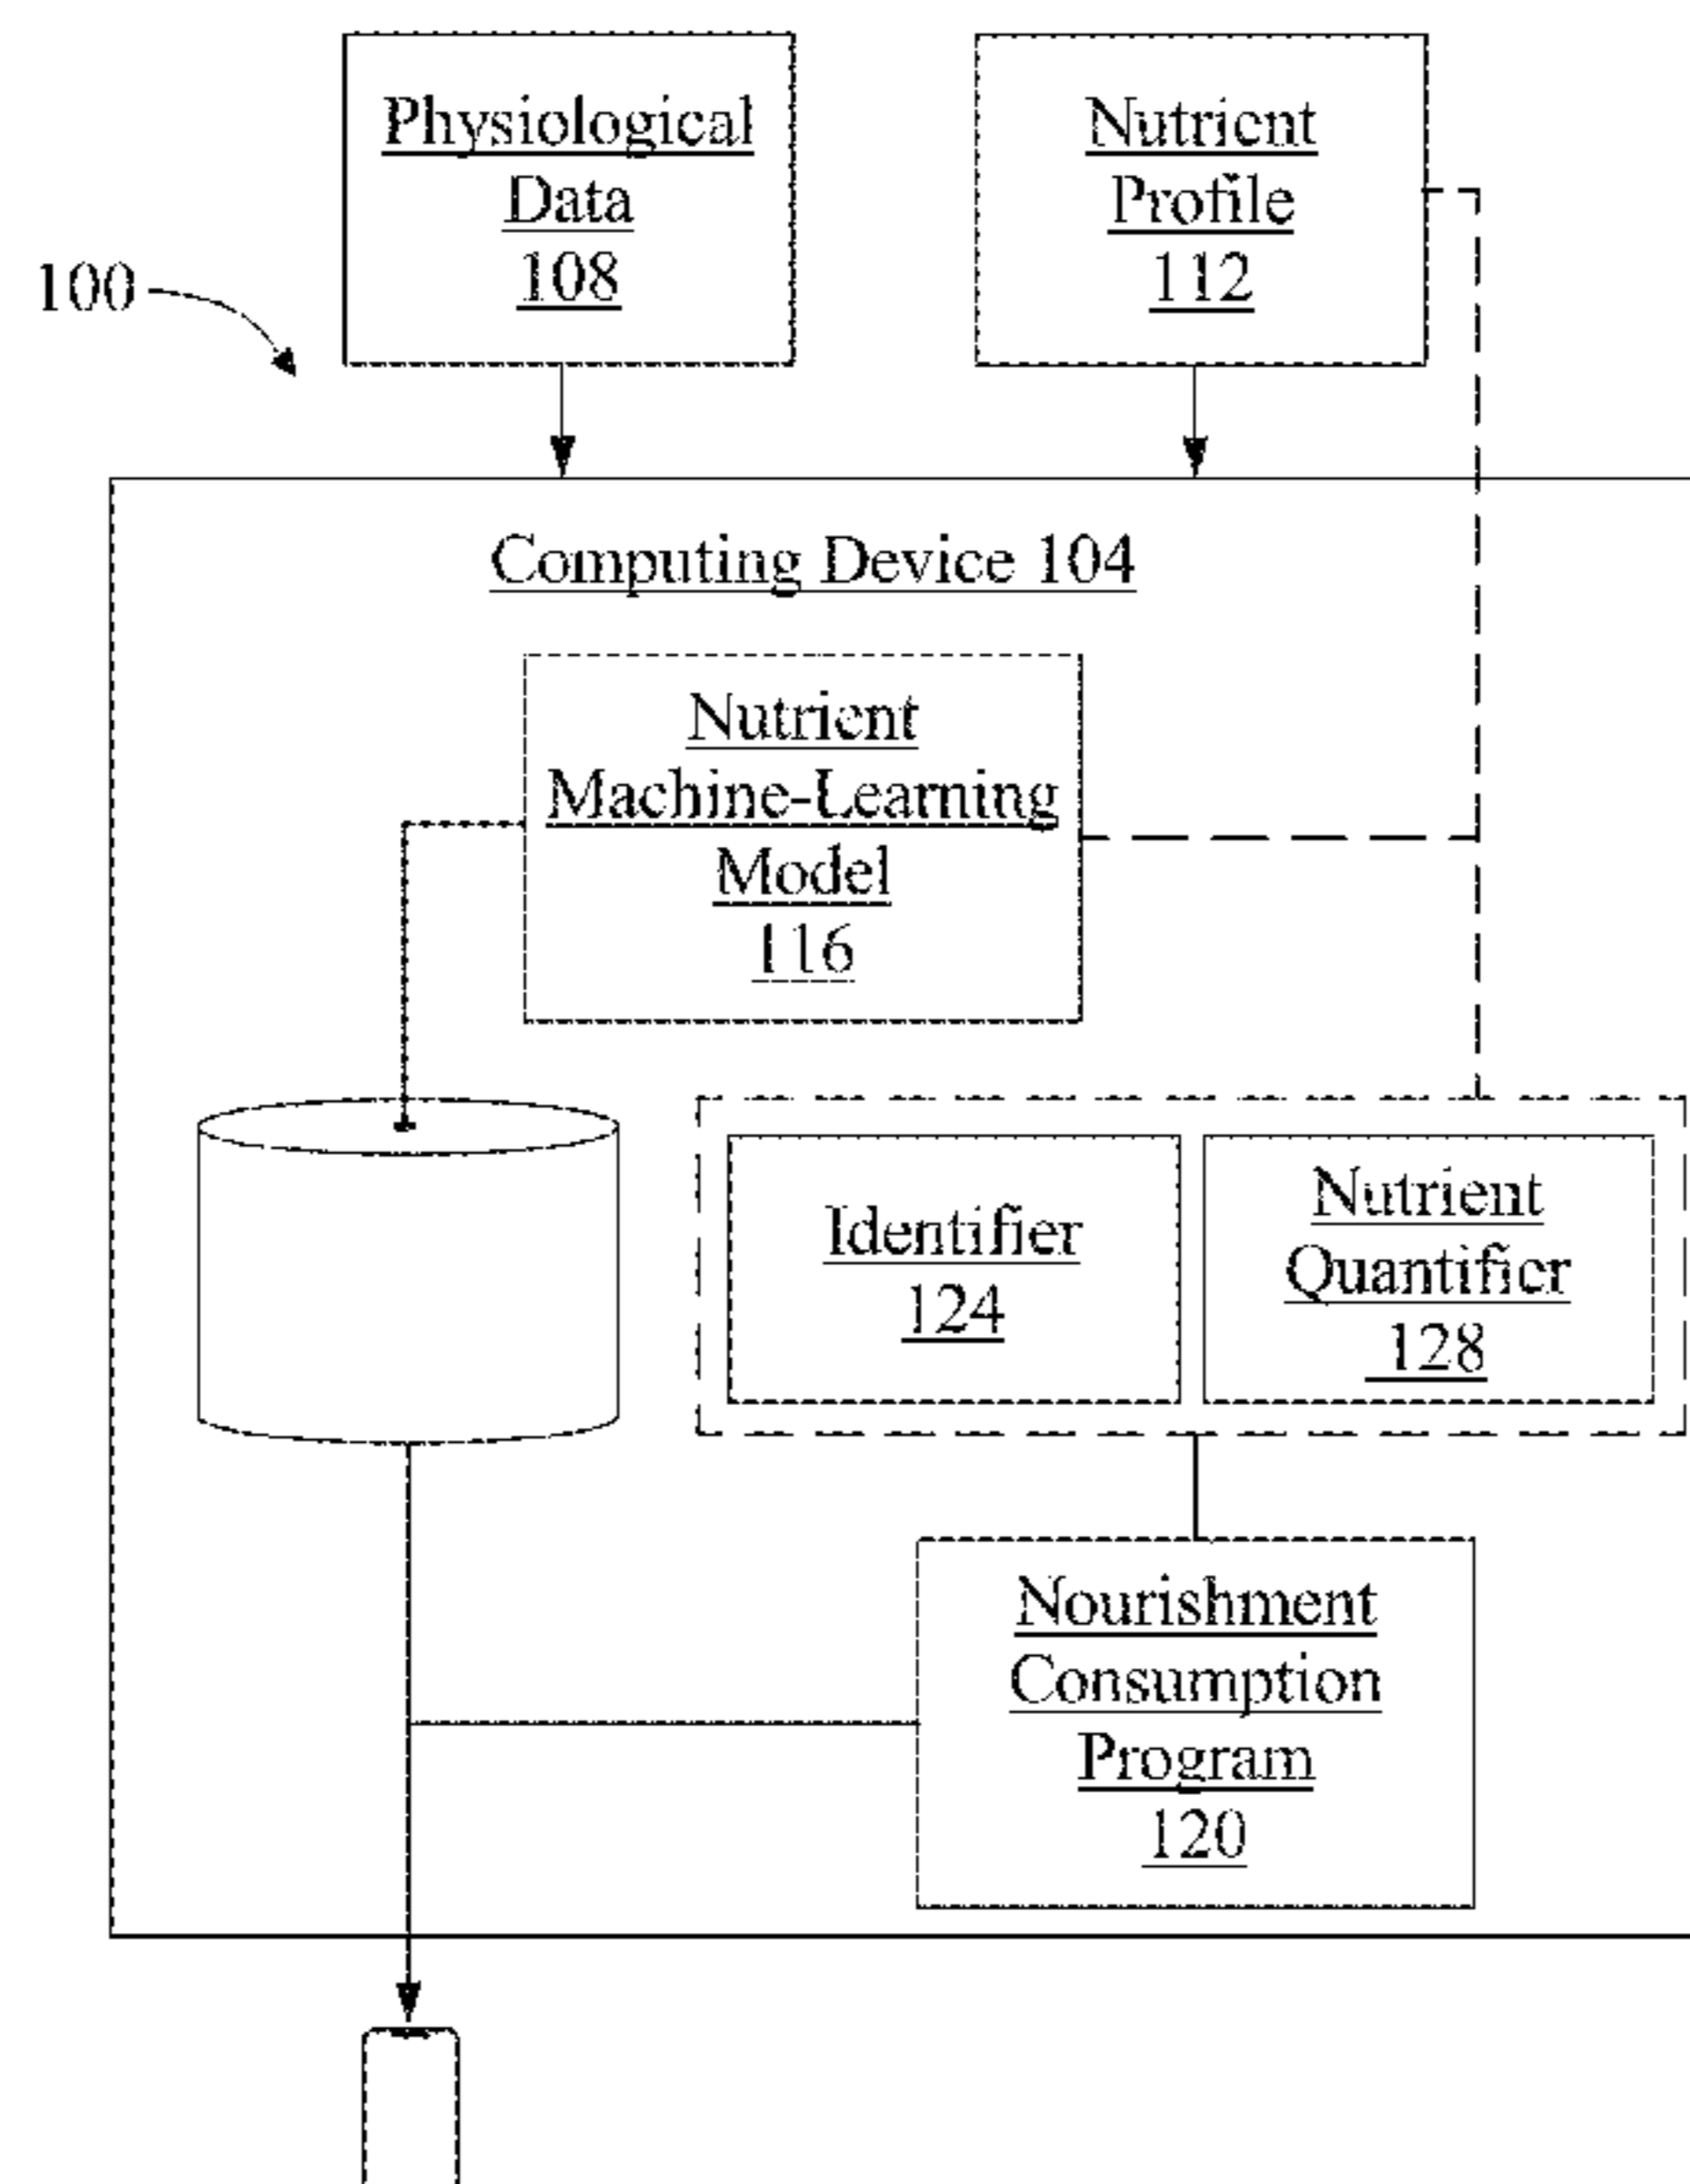 Physiological
Data
108
Nutrient
Profile
112
100
Computing Device 104
Nutrient
Machine-Learning
Model
116
Identifier
124
Nutrient
Quantifier
128
Nourishment
Consumption
Program
120